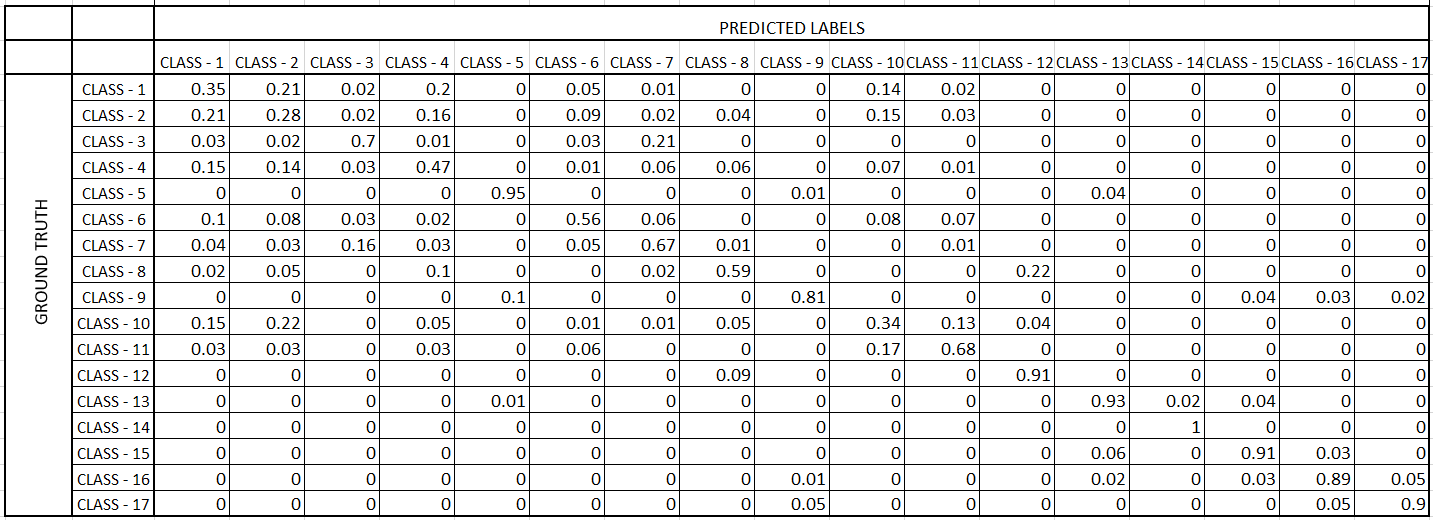 PREDICTED LABELS
CLASS - 1 CLASS - 2 CLASS - 3 CLASS - 4 CLASS - 5 CLASS - 6 CLASS - 7 CLASS - 8 CLASS - 9 CLASS - 10 CLASS - 11 CLASS - 12 CLASS - 13 CLASS - 14 CLASS - 15 CLASS - 16 CLASS - 17
GROUND TRUTH
CLASS - 1 0.35 0.21 0.02 0.2 0 0.05 0.01 0 0 0.14 0.02 0 0 0 0 0 0
CLASS - 2 0.21 0.28 0.02 0.16 0 0.09 0.02 0.04 0 0.15 0.03 0 0 0 0 0 0
CLASS - 3 0.03 0.02 0.7 0.01 0 0.03 0.21 0 0 0 0 0 0 0 0 0 0
CLASS - 4 0.15 0.14 0.03 0.47 0 0.01 0.06 0.06 0 0.07 0.01 0 0 0 0 0 0
CLASS - 5 0 0 0 0 0.95 0 0 0 0.01 0 0 0 0.04 0 0 0 0
CLASS - 6 0.1 0.08 0.03 0.02 0 0.56 0.06 0 0 0.08 0.07 0 0 0 0 0 0
CLASS - 7 0.04 0.03 0.16 0.03 0 0.05 0.67 0.01 0 0 0.01 0 0 0 0 0 0
CLASS - 8 0.02 0.05 0 0.1 0 0 0.02 0.59 0 0 0 0.22 0 0 0 0 0
CLASS - 9 0 0 0 0 0.1 0 0 0 0.81 0 0 0 0 0 0.04 0.03 0.02
CLASS - 10 0.15 0.22 0 0.05 0 0.01 0.01 0.05 0 0.34 0.13 0.04 0 0 0 0 0
CLASS - 11 0.03 0.03 0 0.03 0 0.06 0 0 0 0.17 0.68 0 0 0 0 0 0
CLASS - 12 0 0 0 0 0 0 0 0.09 0 0 0 0.91 0 0 0 0 0
CLASS - 13 0 0 0 0 0.01 0 0 0 0 0 0 0 0.93 0.02 0.04 0 0
CLASS - 14 0 0 0 0 0 0 0 0 0 0 0 0 0 1 0 0 0
CLASS - 15 0 0 0 0 0 0 0 0 0 0 0 0 0.06 0 0.91 0.03 0
CLASS - 16 0 0 0 0 0 0 0 0 0.01 0 0 0 0.02 0 0.03 0.89 0.05
CLASS - 17 0 0 0 0 0 0 0 0 0.05 0 0 0 0 0 0 0.05 0.9